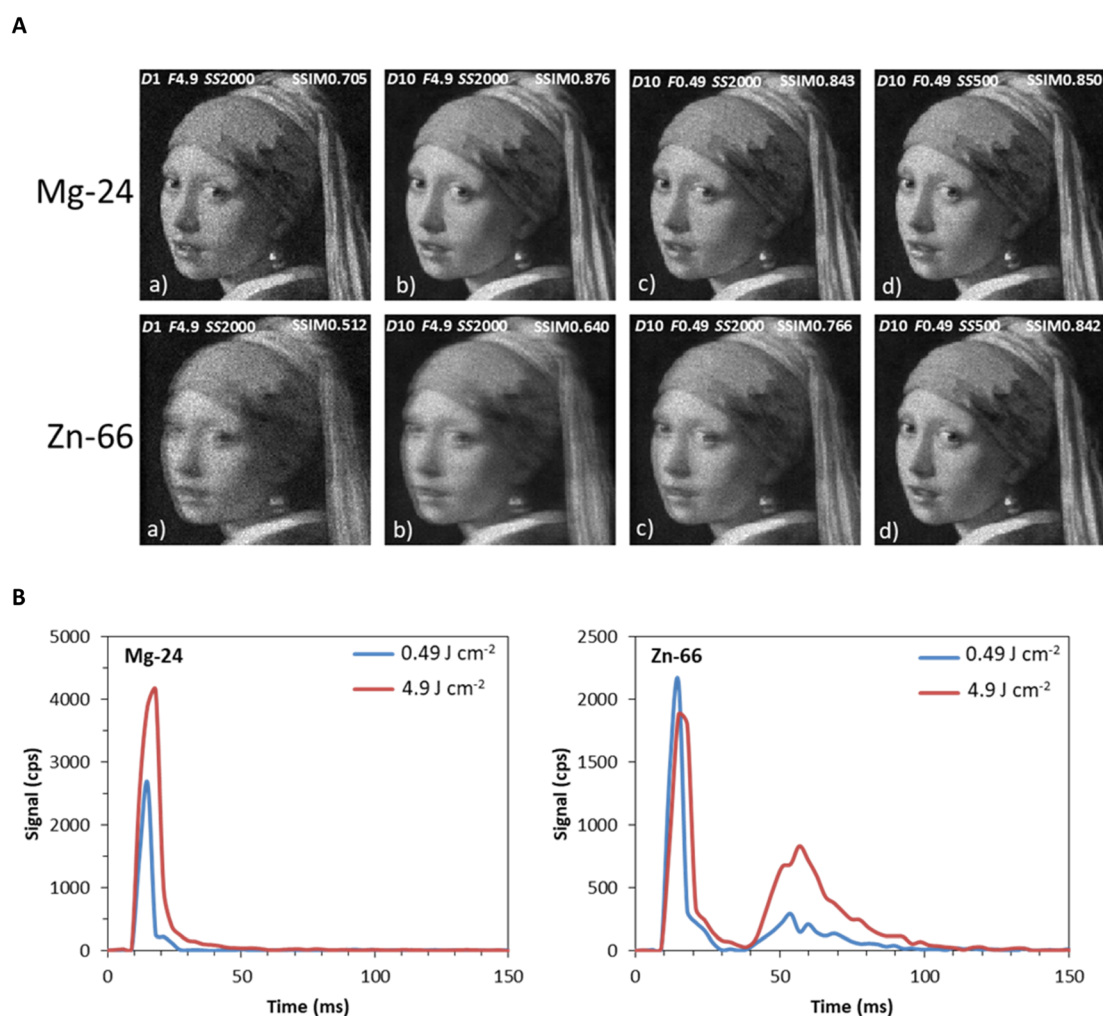 A
D1 F4.9 SS2000 SSIM0.705
D10 F4.9 SS2000 SSIM0.876
D10 F0.49 SS2000 SSIM0.843
D10 F0.49 SS500 SSIM0.850
Mg-24
a)
b)
c)
d)
D1 F4.9 SS2000 SSIM0.512
D10 F4.9 SS2000 SSIM0.640
D10 F0.49 SS2000 SSIM0.766
D10 F0.49 SS500 SSIM0.842
Zn-66
a)
b)
c)
d)
B
Mg-24
0.49 J cm⁻²
4.9 J cm⁻²
Signal (cps)
5000
4000
3000
2000
1000
0
0 50 100 150
Time (ms)
Zn-66
0.49 J cm⁻²
4.9 J cm⁻²
Signal (cps)
2500
2000
1500
1000
500
0
0 50 100 150
Time (ms)